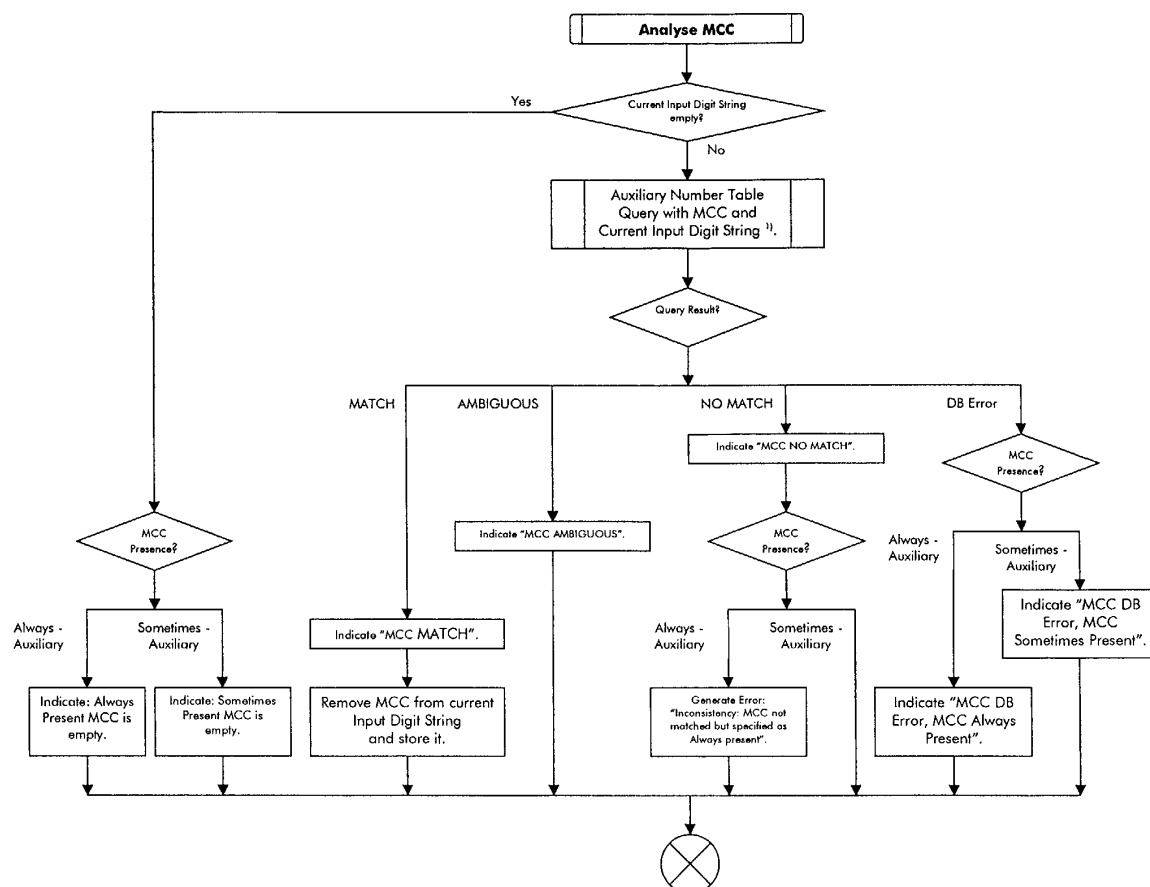 Analyse MCC
Current Input Digit String
empty?
Yes
No
Auxiliary Number Table
Query with MCC and
Current Input Digit String 1).
Query Result?
MATCH
AMBIGUOUS
NO MATCH
DB Error
Indicate "MCC NO MATCH".
MCC
Presence?
MCC
Presence?
Indicate "MCC AMBIGUOUS".
MCC
Presence?
Always -
Auxiliary
Sometimes -
Auxiliary
Indicate "MCC DB
Error, MCC
Sometimes Present".
Always -
Auxiliary
Sometimes -
Auxiliary
Indicate "MCC MATCH".
Always -
Auxiliary
Sometimes -
Auxiliary
Indicate: Always
Present MCC is
empty.
Indicate: Sometimes
Present MCC is
empty.
Remove MCC from current
Input Digit String
and store it.
Generate Error:
"Inconsistency: MCC not
matched but specified as
Always present".
Indicate "MCC DB
Error, MCC Always
Present".